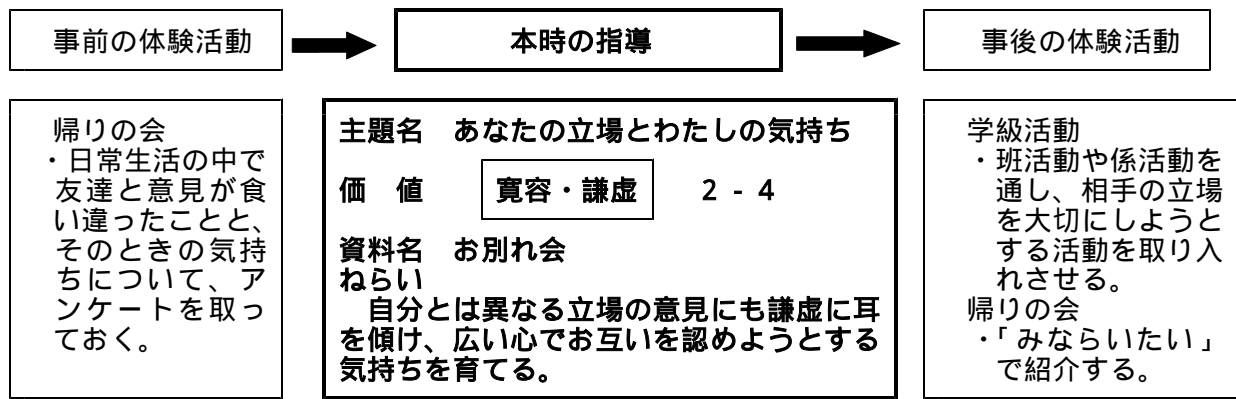 事前の体験活動
本時の指導
事後の体験活動
帰りの会
・日常生活の中で
友達と意見が食
い違ったことと、
そのときの気持
ちについて、ア
ンケートを取っ
ておく。
主題名　あなたの立場とわたしの気持ち
価　値　寛容・謙虚　２-４
資料名　お別れ会
ねらい
　自分とは異なる立場の意見にも謙虚に耳
を傾け、広い心でお互いを認めようとする
気持ちを育てる。
学級活動
・班活動や係活動を
通し、相手の立場
を大切にしようと
する活動を取り入
れさせる。
帰りの会
・「みならいたい」
で紹介する。